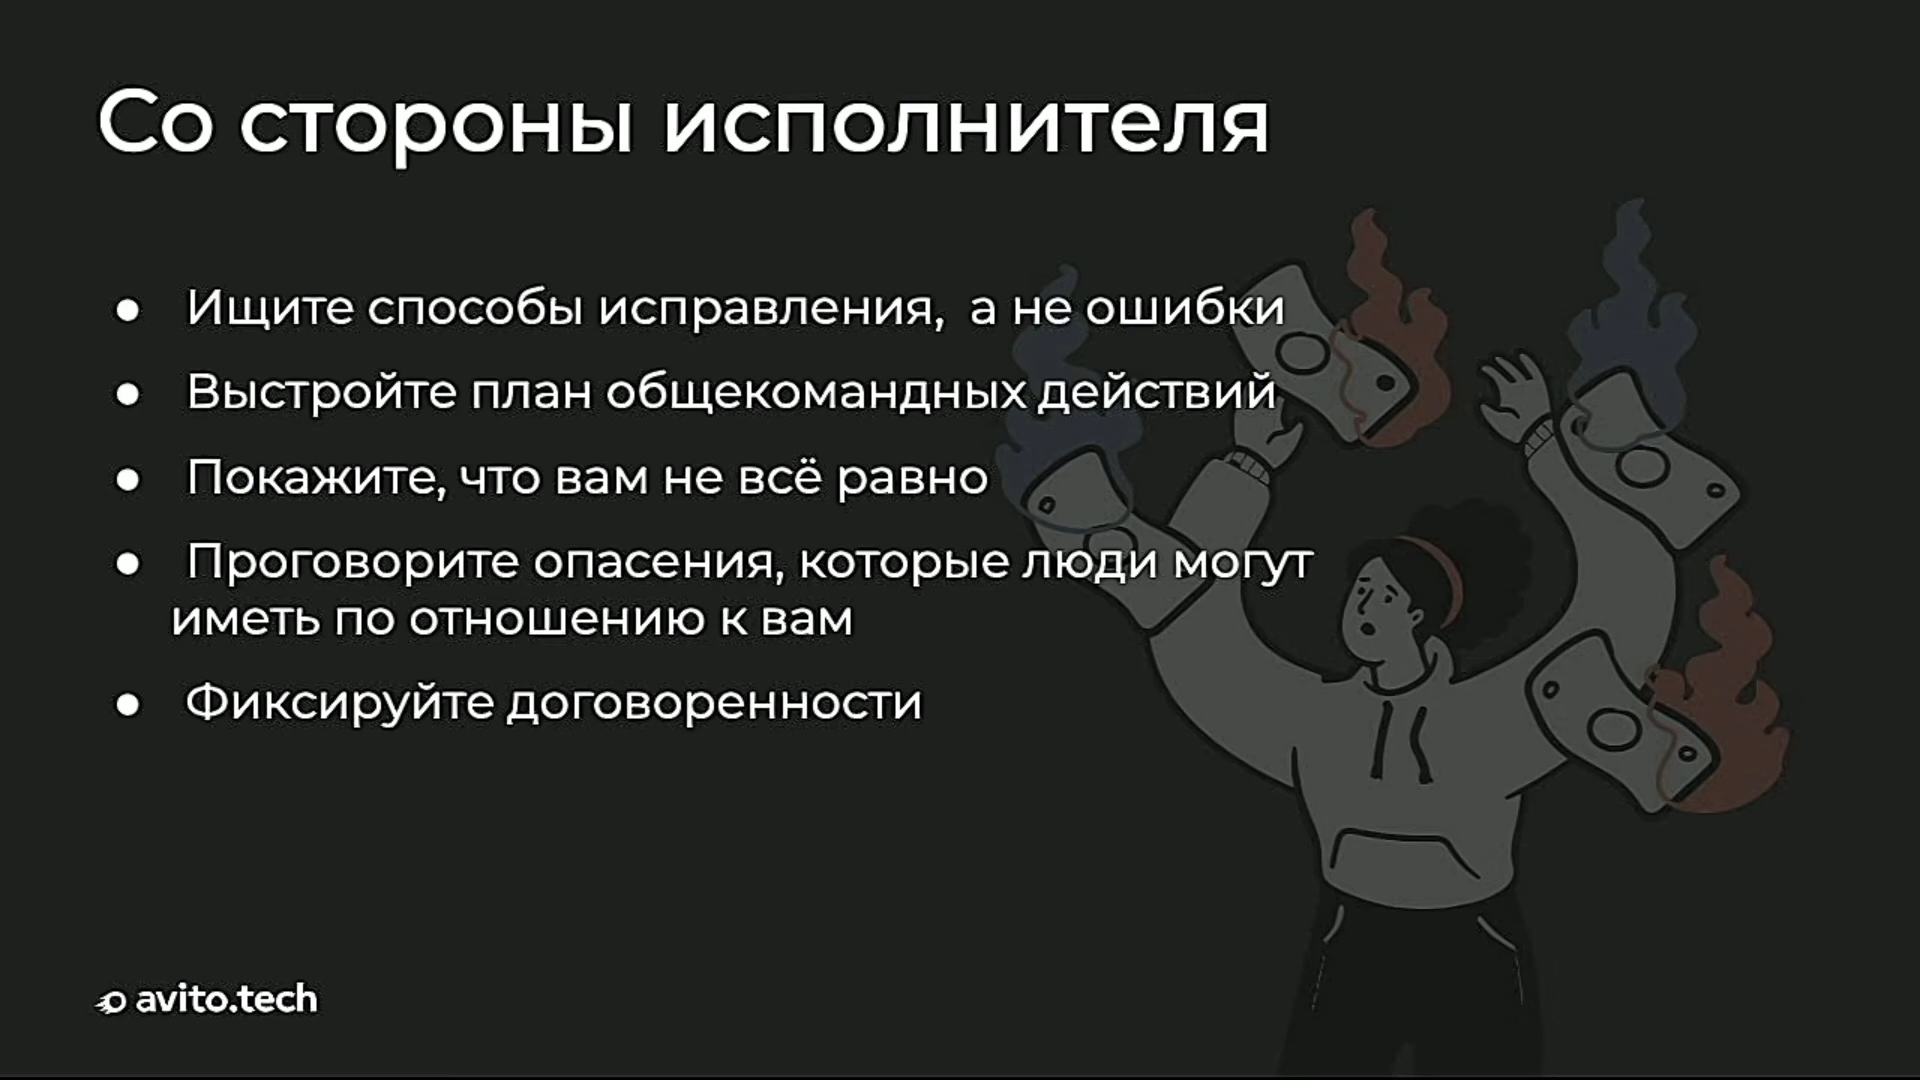 Со стороны исполнителя
● Ищите способы исправления, а не ошибки
● Выстройте план общекомандных действий
● Покажите, что вам не всё равно
● Проговорите опасения, которые люди могут
иметь по отношению к вам
● Фиксируйте договоренности
avito.tech